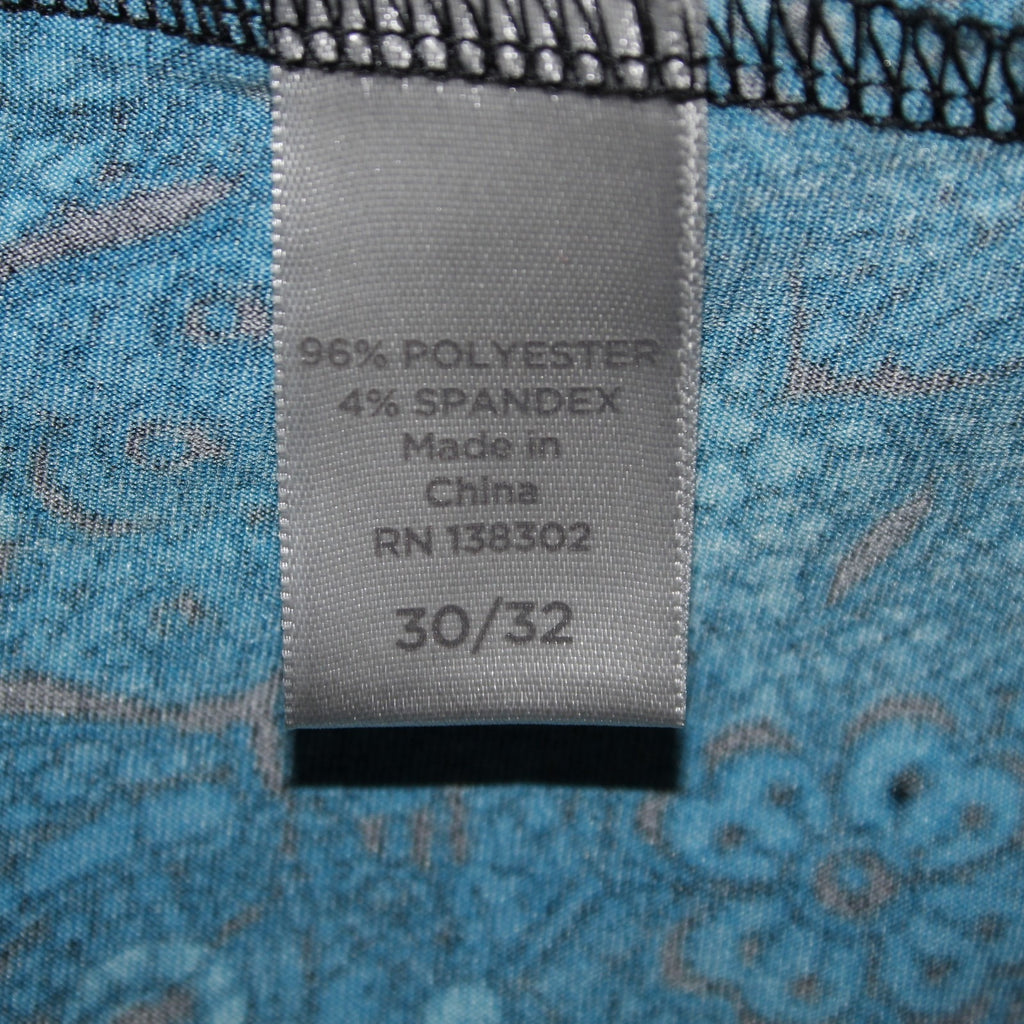 96% POLYESTER
4% SPANDEX
Made in
China
RN 138302
30/32